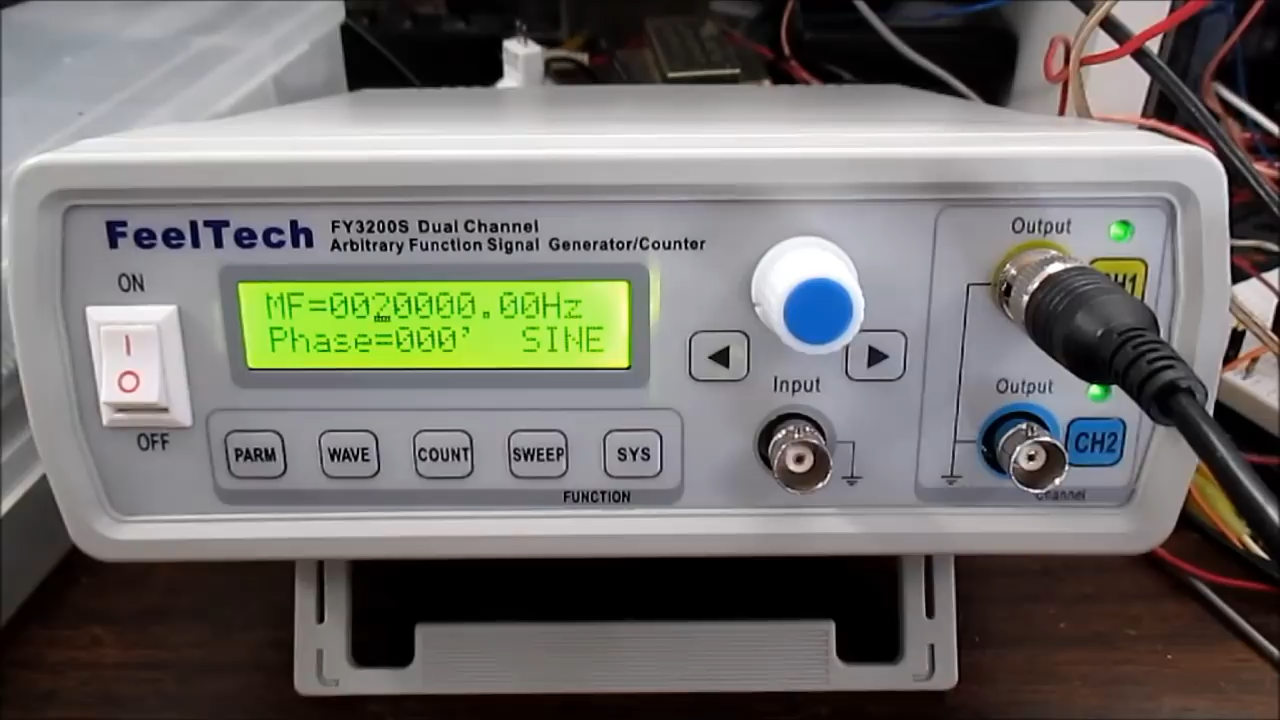 FeelTech
FY3200S Dual Channel
Arbitrary Function Signal Generator/Counter
ON
I
O
OFF
MF=0020000.00Hz
Phase=000' SINE
PARM
WAVE
COUNT
SWEEP
SYS
FUNCTION
Input
Output
CH1
Output
CH2
Channel